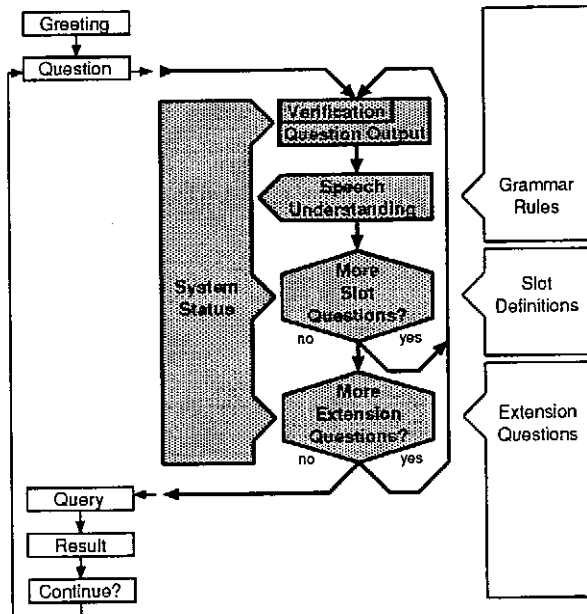 Greeting
Question
Verification
Question Output
Speech
Understanding
Grammar
Rules
System
Status
More
Slot
Questions?
no yes
Slot
Definitions
More
Extension
Questions?
no yes
Extension
Questions
Query
Result
Continue?